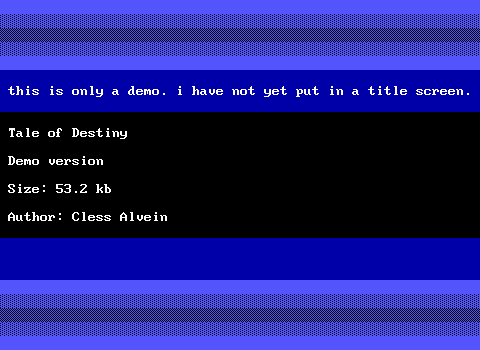 this is only a demo. i have not yet put in a title screen.
Tale of Destiny
Demo version
Size: 53.2 kb
Author: Cless Alvein